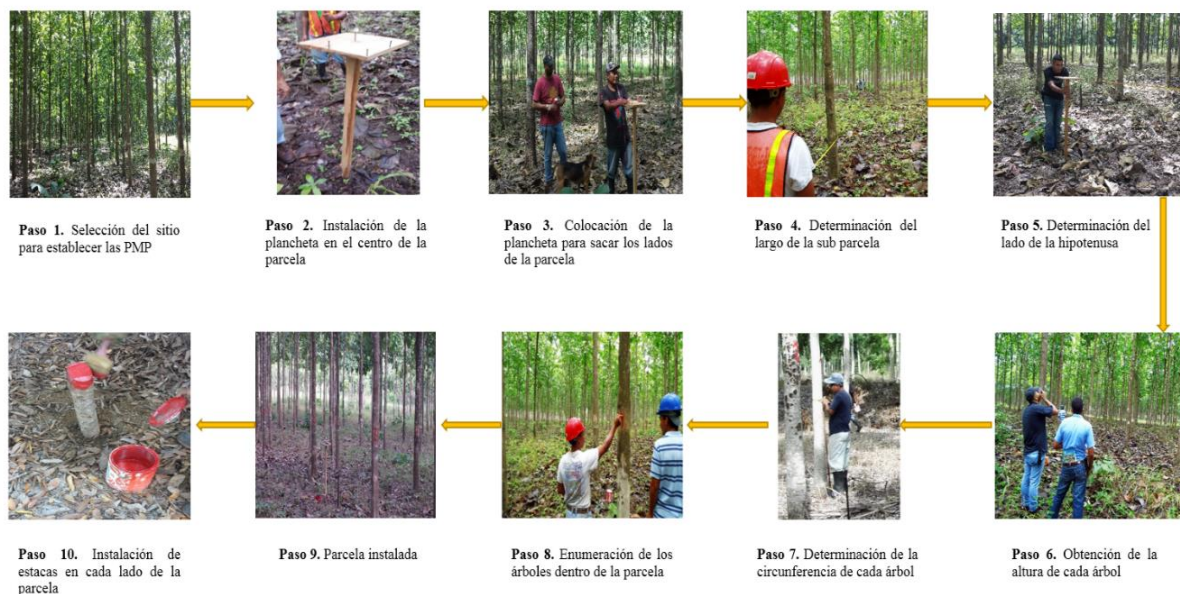 Paso 1. Selección del sitio
para establecer las PMP
Paso 2. Instalación de la
plancheta en el centro de la
parcela
Paso 3. Colocación de la
plancheta para sacar los lados
de la parcela
Paso 4. Determinación del
largo de la sub parcela
Paso 5. Determinación del
lado de la hipotenusa
Paso 10. Instalación de
estacas en cada lado de la
parcela
Paso 9. Parcela instalada
Paso 8. Enumeración de los
árboles dentro de la parcela
Paso 7. Determinación de la
circunferencia de cada árbol
Paso 6. Obtención de la
altura de cada árbol